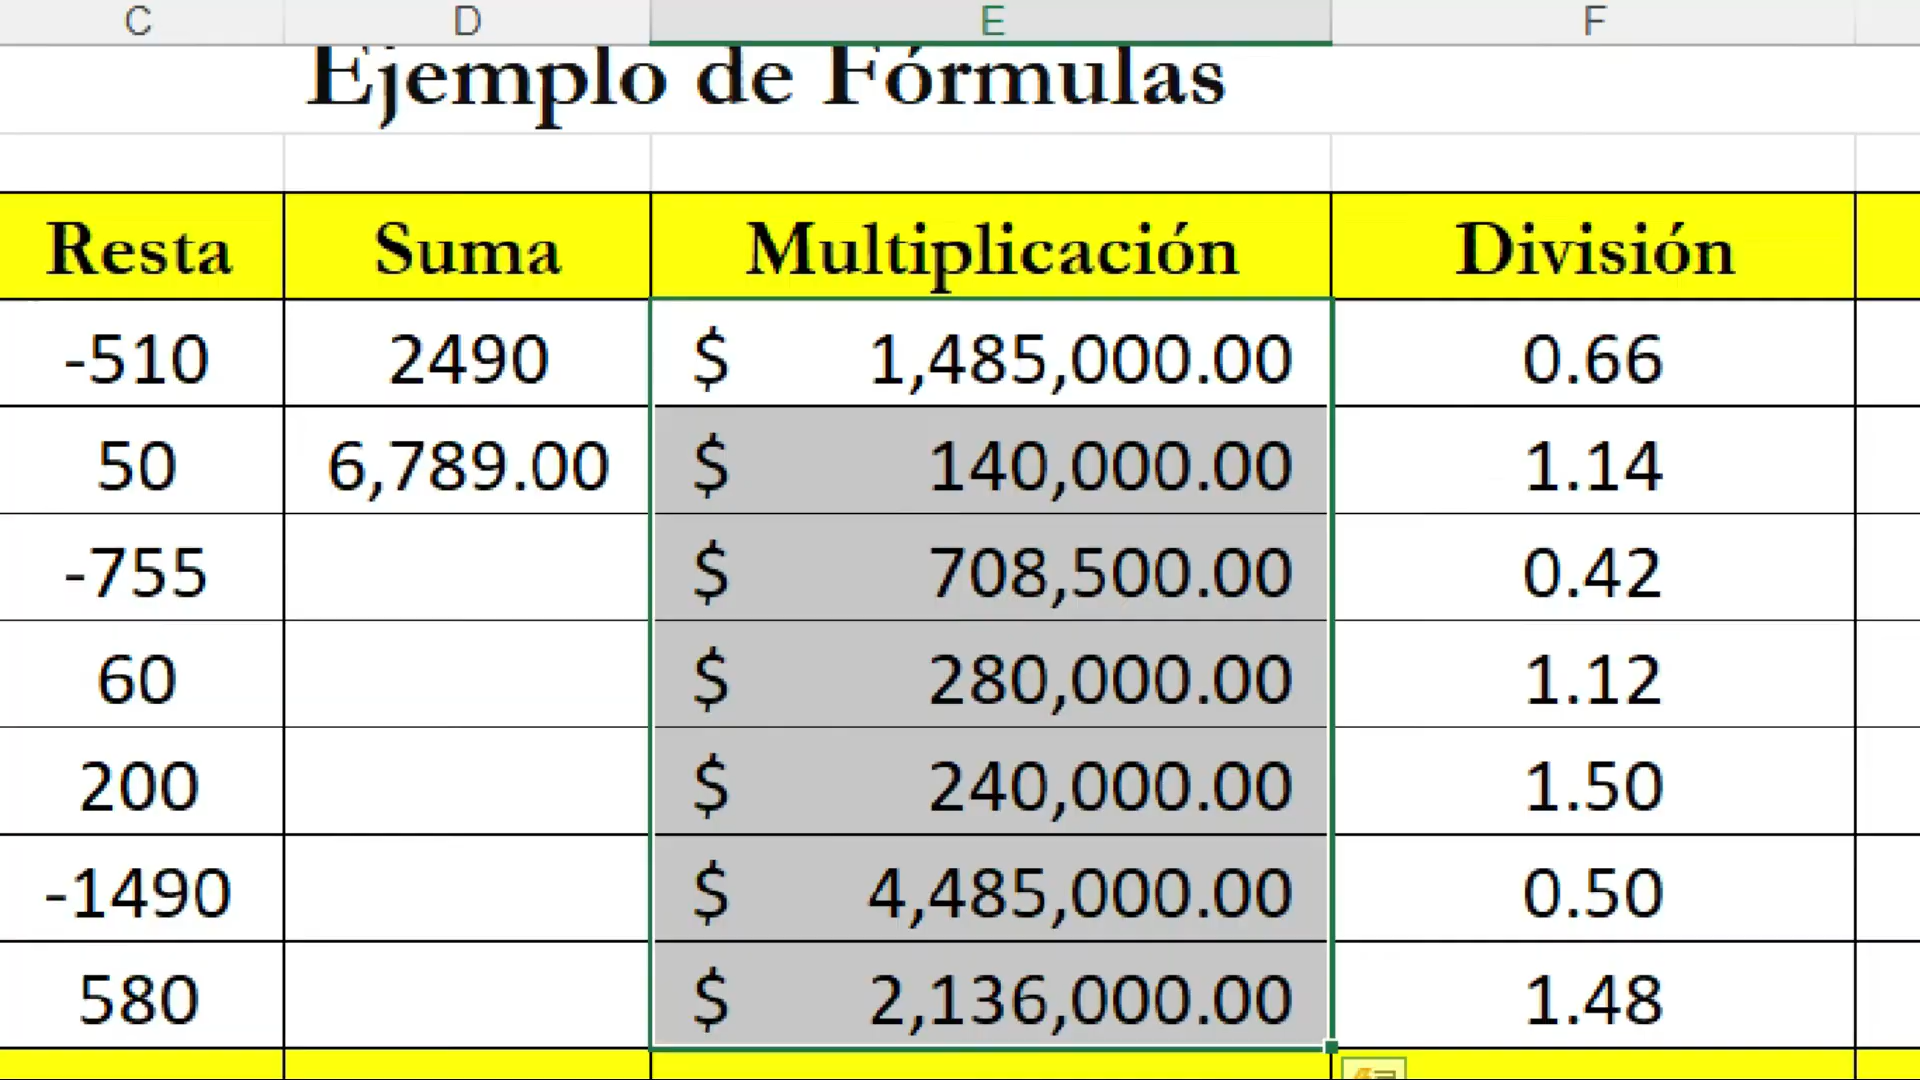 C D E F
Ejemplo de Fórmulas
Resta Suma Multiplicación División
-510 2490 $ 1,485,000.00 0.66
50 6,789.00 $ 140,000.00 1.14
-755 $ 708,500.00 0.42
60 $ 280,000.00 1.12
200 $ 240,000.00 1.50
-1490 $ 4,485,000.00 0.50
580 $ 2,136,000.00 1.48